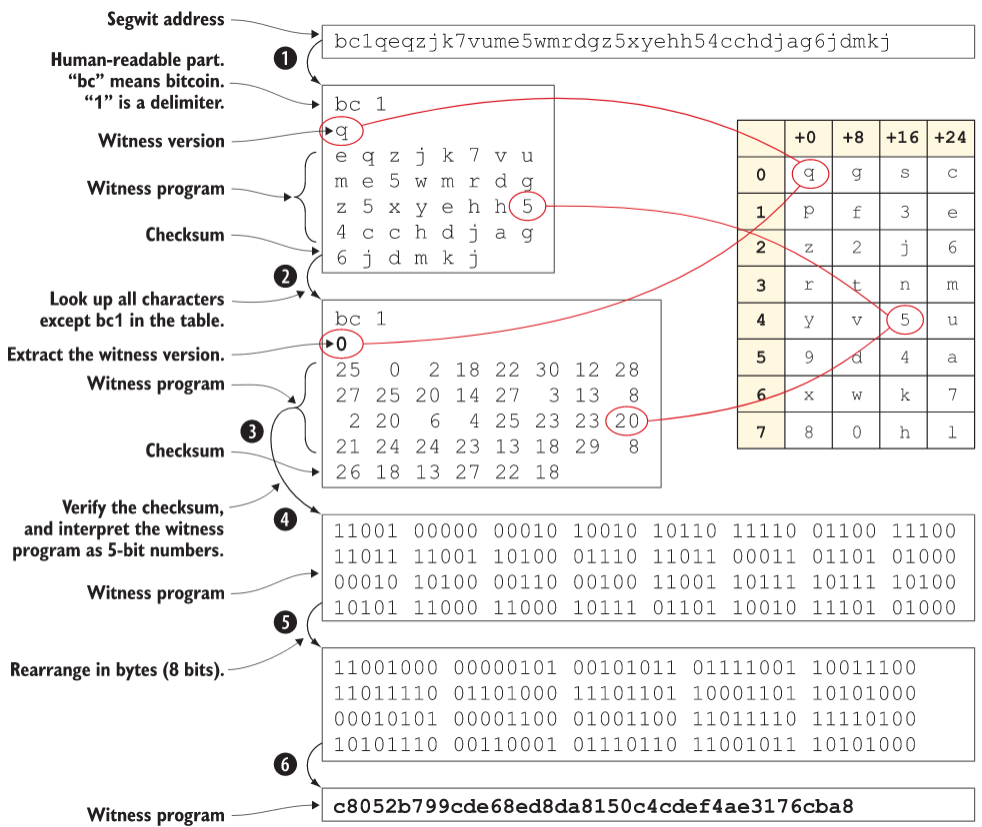 Segwit address
bc1qeqzjk7vume5wmrdgz5xyehh54cchdjag6jdmkj
1
Human-readable part.
“bc” means bitcoin.
“1” is a delimiter.
bc 1
Witness version
q
Witness program
e q z j k 7 v u
m e 5 w m r d g
z 5 x y e h h 5
4 c c h d j a g
Checksum
6 j d m k j
+0 +8 +16 +24
0 q g s c
1 p f 3 e
2 z 2 j 6
3 r t n m
4 y v 5 u
5 9 d 4 a
6 x w k 7
7 8 0 h l
2
Look up all characters
except bc1 in the table.
bc 1
Extract the witness version.
0
Witness program
25 0 2 18 22 30 12 28
27 25 20 14 27 3 13 8
2 20 6 4 25 23 23 20
21 24 24 23 13 18 29 8
Checksum
26 18 13 27 22 18
3
Verify the checksum,
and interpret the witness
program as 5-bit numbers.
4
11001 00000 00010 10010 10110 11110 01100 11100
11011 11001 10100 01110 11011 00011 01101 01000
00010 10100 00110 00100 11001 10111 10111 10100
10101 11000 11000 10111 01101 10010 11101 01000
Witness program
5
Rearrange in bytes (8 bits).
11001000 00000101 00101011 01111001 10011100
11011110 01101000 11101101 10001101 10101000
00010101 00001100 01001100 11011110 11110100
10101110 00110001 01110110 11001011 10101000
6
Witness program
c8052b799cde68ed8da8150c4cdef4ae3176cba8